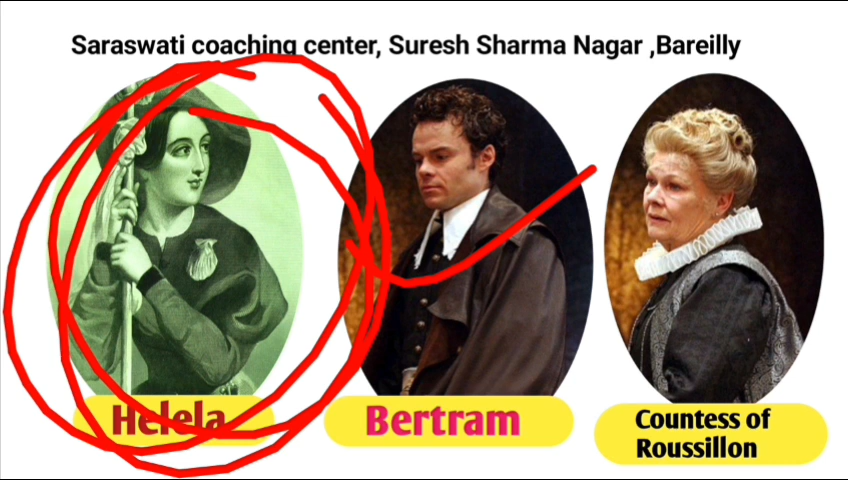 Saraswati coaching center, Suresh Sharma Nagar ,Bareilly
Helela
Bertram
Countess of
Roussillon